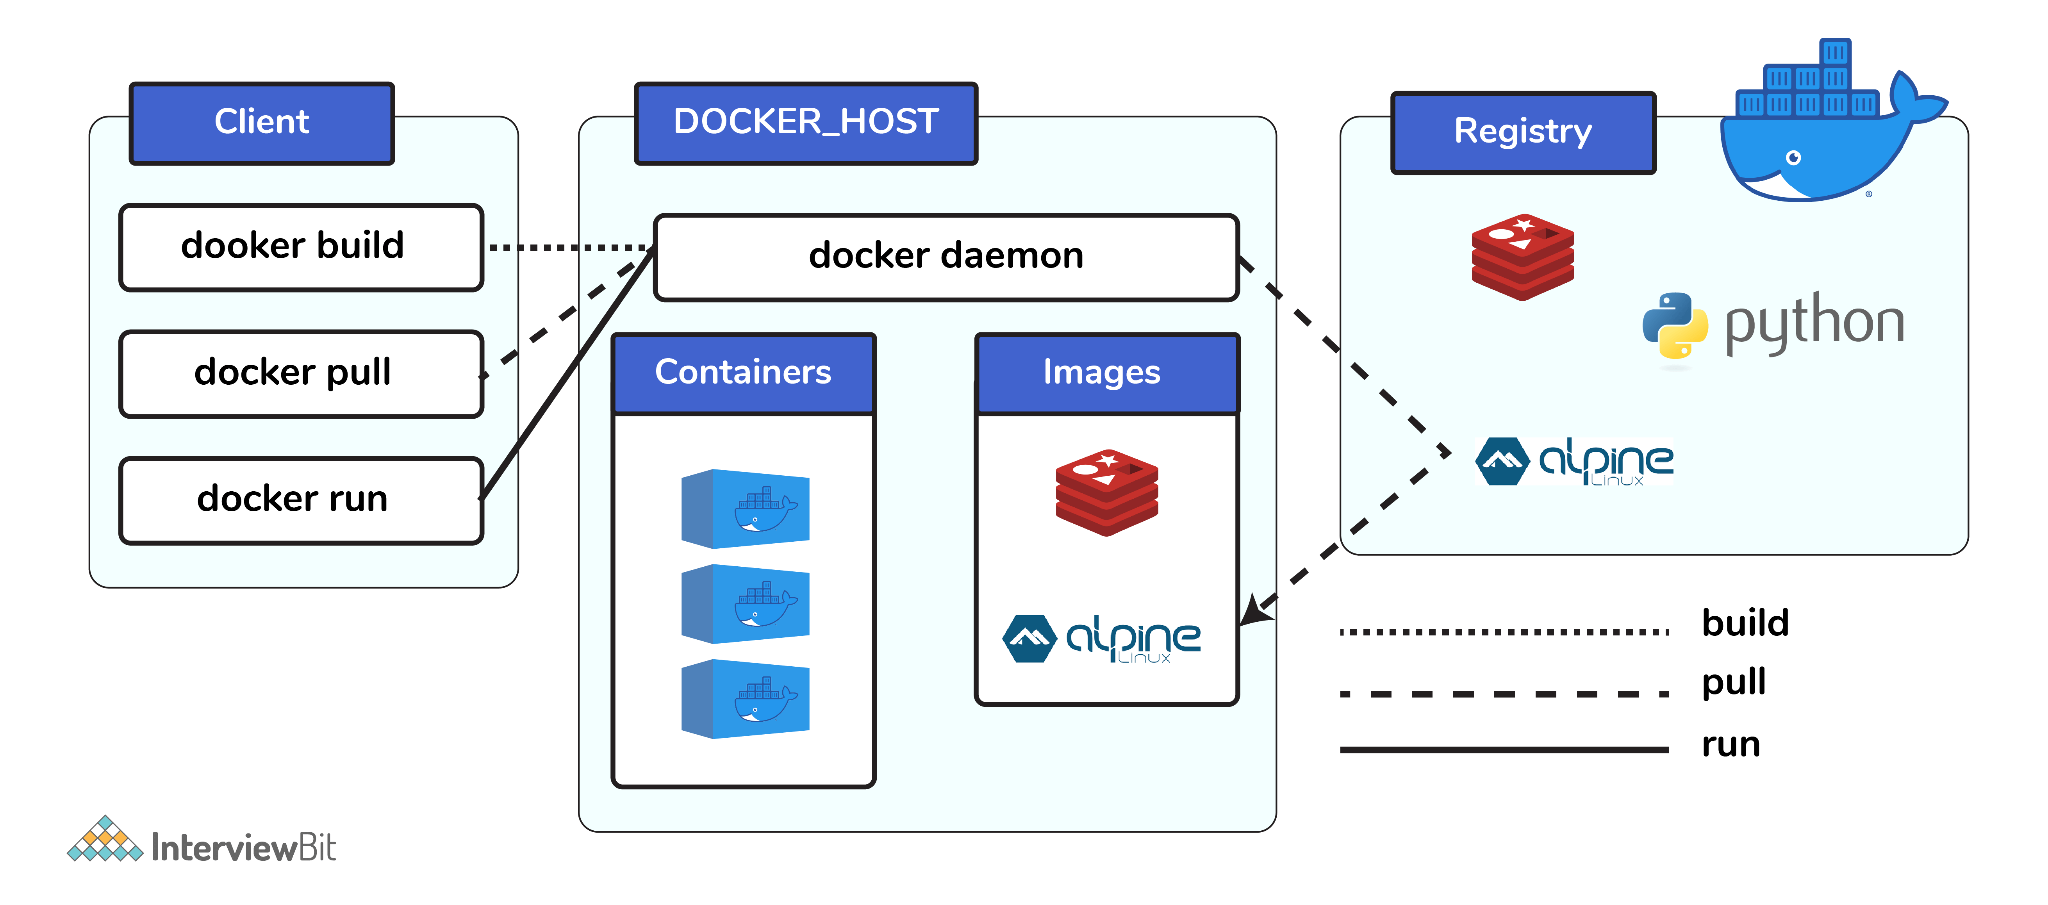 Client
dooker build
docker pull
docker run
DOCKER_HOST
docker daemon
Containers
Images
alpine
Linux
Registry
®
python
alpine
Linux
build
pull
run
InterviewBit